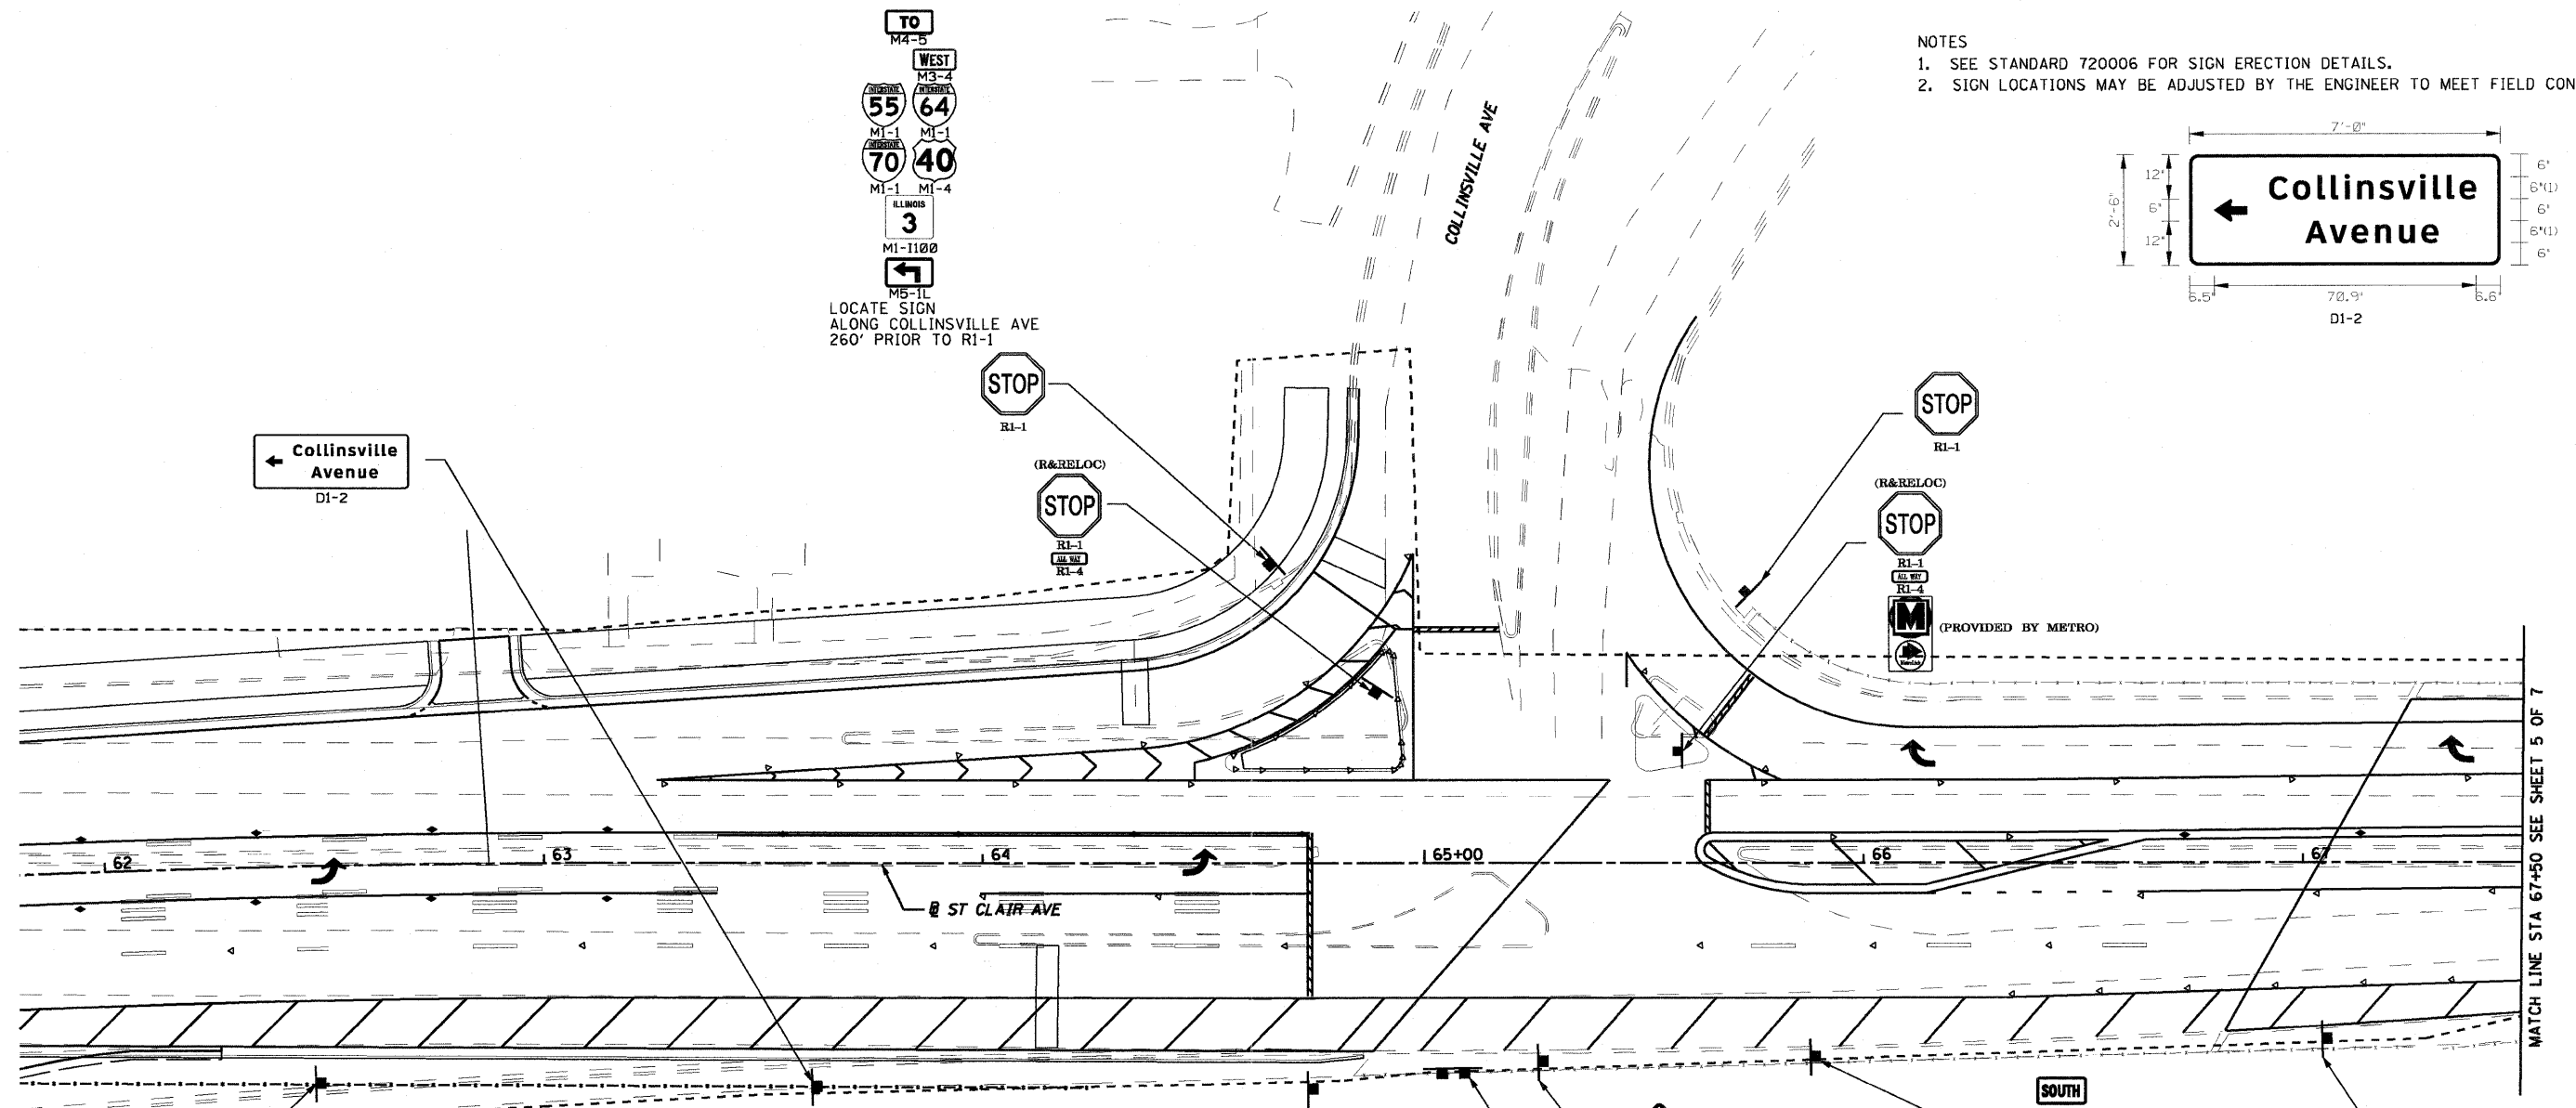 TO
M4-5
WEST
M3-4
INTERSTATE INTERSTATE
55 64
M1-1 M1-1
INTERSTATE
70 40
M1-1 M1-4
ILLINOIS
3
M1-I100
M5-1L
LOCATE SIGN
ALONG COLLINSVILLE AVE
260' PRIOR TO R1-1
STOP
R1-1
(R&RELOC)
STOP
R1-1
ALL WAY
R1-4
Collinsville
Avenue
D1-2
COLLINSVILLE AVE
NOTES
1. SEE STANDARD 720006 FOR SIGN ERECTION DETAILS.
2. SIGN LOCATIONS MAY BE ADJUSTED BY THE ENGINEER TO MEET FIELD CON
7'-0"
2'-6"
12"
6"
12"
Collinsville
Avenue
6"
6"(1)
6"
6"(1)
6"
6.5" 70.9" 6.6"
D1-2
STOP
R1-1
(R&RELOC)
STOP
R1-1
ALL WAY
R1-4
M
(PROVIDED BY METRO)
62 63 64 65+00 66 67
ST CLAIR AVE
SOUTH
MATCH LINE STA 67+50 SEE SHEET 5 OF 7